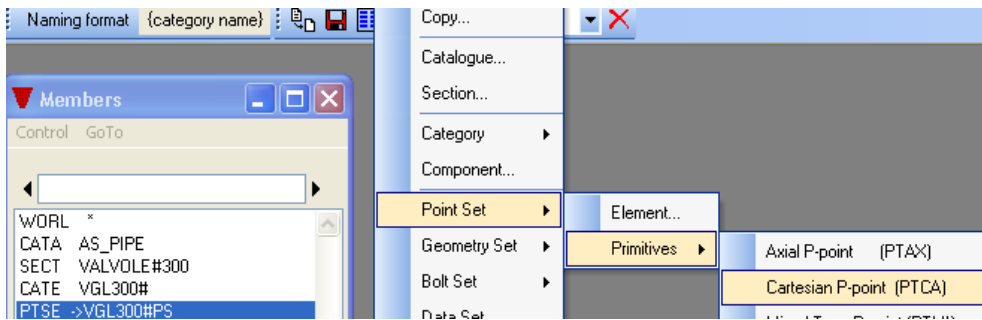 Naming format {category name}
Copy...
Catalogue...
Section...
Category
Component...
Point Set
Geometry Set
Bolt Set
Data Set
Element...
Primitives
Axial P-point (PTAX)
Cartesian P-point (PTCA)
Members
Control GoTo
WORL *
CATA AS_PIPE
SECT VALVOLE#300
CATE VGL300#
PTSE ->VGL300#PS